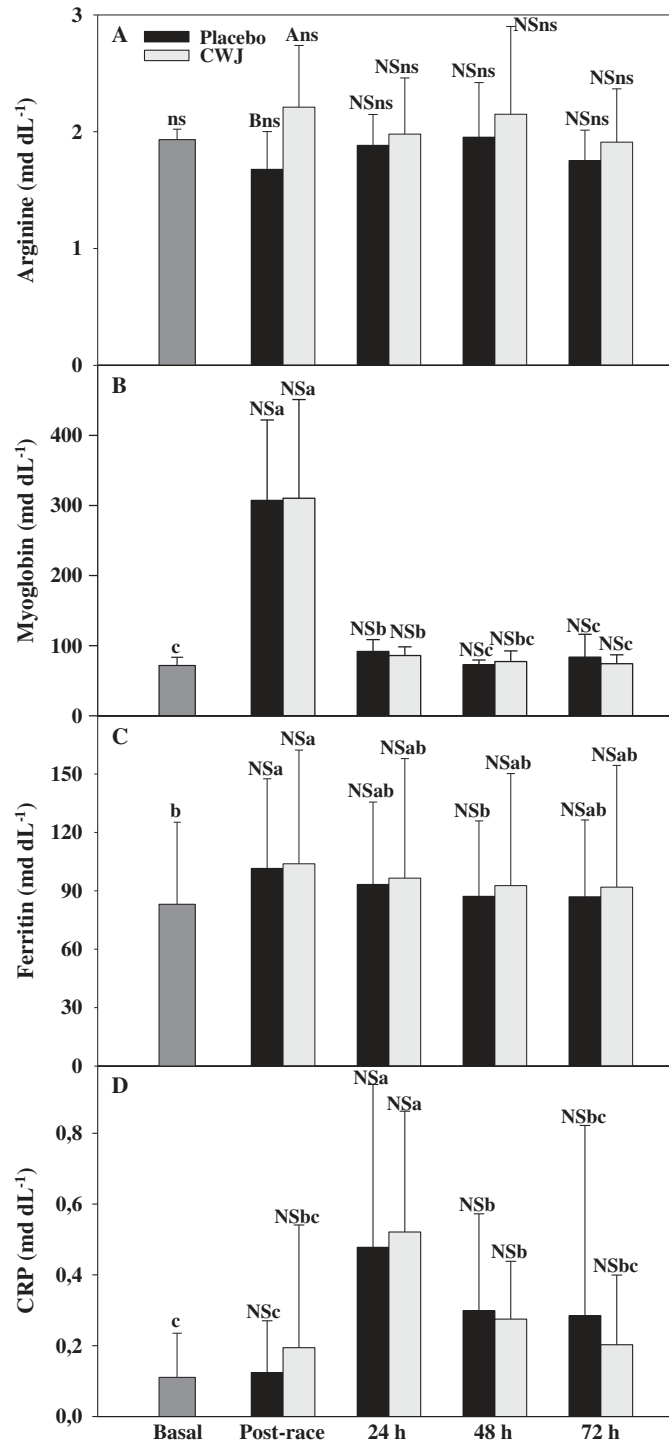 3
A
Placebo
CWJ
Ans
NSns
NSns
NSns
NSns
NSns
NSns
Bns
ns
2
1
0
Arginine (md dL⁻¹)
B
NSa
NSa
400
300
200
100
0
c
NSb
NSb
NSc
NSbc
NSc
NSc
Myoglobin (md dL⁻¹)
C
NSa
NSa
NSab
NSab
NSb
NSab
NSab
NSab
b
150
120
90
60
30
0
Ferritin (md dL⁻¹)
D
NSa
NSa
NSbc
NSc
NSb
NSb
NSbc
NSbc
c
0,8
0,6
0,4
0,2
0,0
CRP (md dL⁻¹)
Basal Post-race 24 h 48 h 72 h